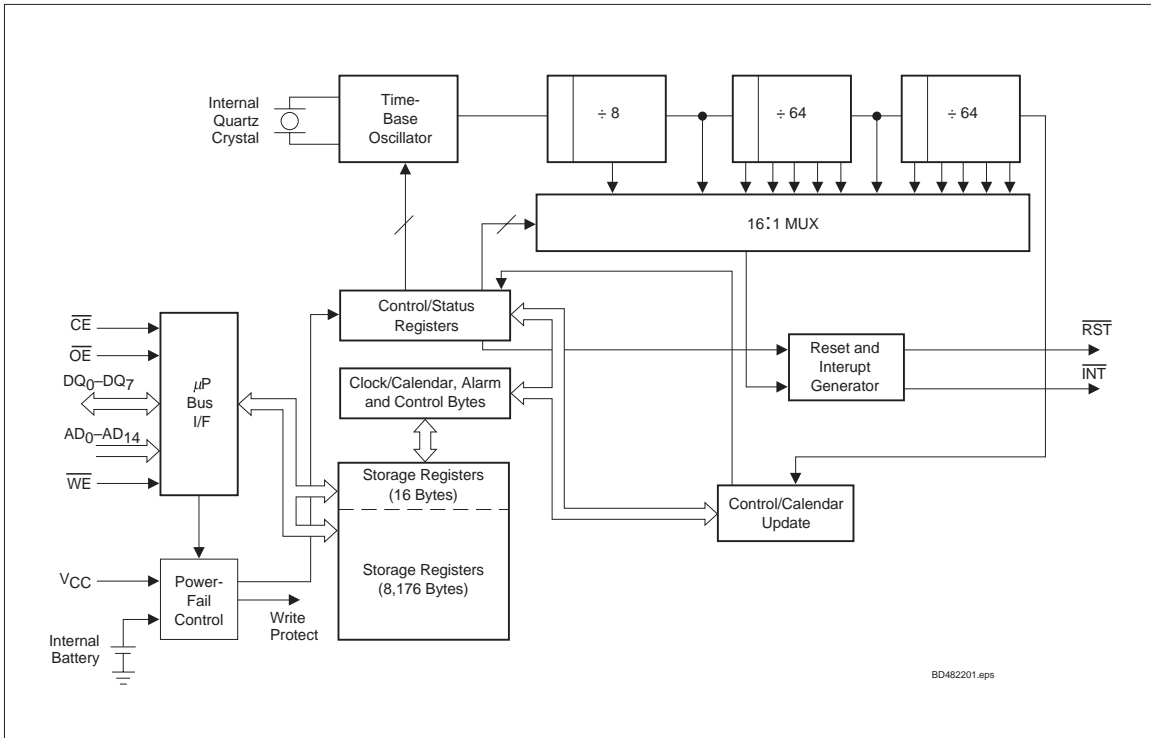 Internal
Quartz
Crystal
Time-
Base
Oscillator
÷ 8
÷ 64
÷ 64
16:1 MUX
Control/Status
Registers
CE
OE
DQ0–DQ7
AD0–AD14
WE
µP
Bus
I/F
Clock/Calendar, Alarm
and Control Bytes
Reset and
Interupt
Generator
RST
INT
Storage Registers
(16 Bytes)
Storage Registers
(8,176 Bytes)
Control/Calendar
Update
VCC
Power-
Fail
Control
Write
Protect
Internal
Battery
BD482201.eps